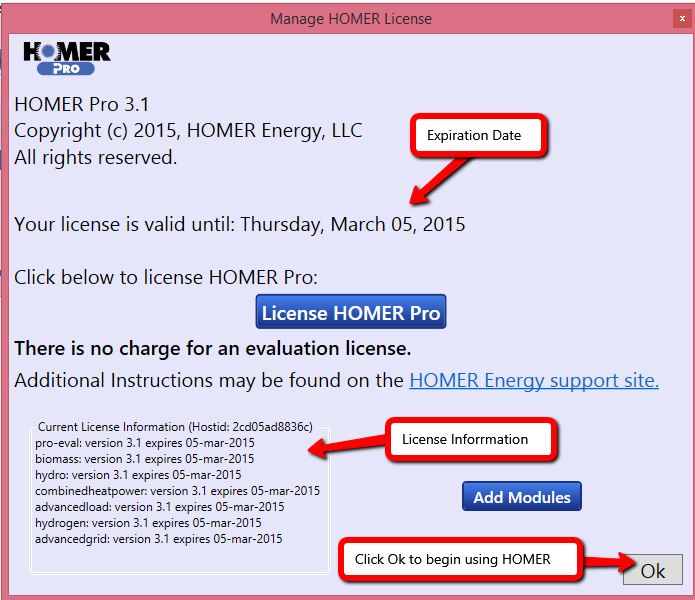 Manage HOMER License
x
HOMER
PRO
HOMER Pro 3.1
Copyright (c) 2015, HOMER Energy, LLC
All rights reserved.
Expiration Date
Your license is valid until: Thursday, March 05, 2015
Click below to license HOMER Pro:
License HOMER Pro
There is no charge for an evaluation license.
Additional Instructions may be found on the HOMER Energy support site.
Current License Information (Hostid: 2cd05ad8836c)
pro-eval: version 3.1 expires 05-mar-2015
biomass: version 3.1 expires 05-mar-2015
hydro: version 3.1 expires 05-mar-2015
combinedheatpower: version 3.1 expires 05-mar-2015
advancedload: version 3.1 expires 05-mar-2015
hydrogen: version 3.1 expires 05-mar-2015
advancedgrid: version 3.1 expires 05-mar-2015
License Inforrmation
Add Modules
Click Ok to begin using HOMER
Ok